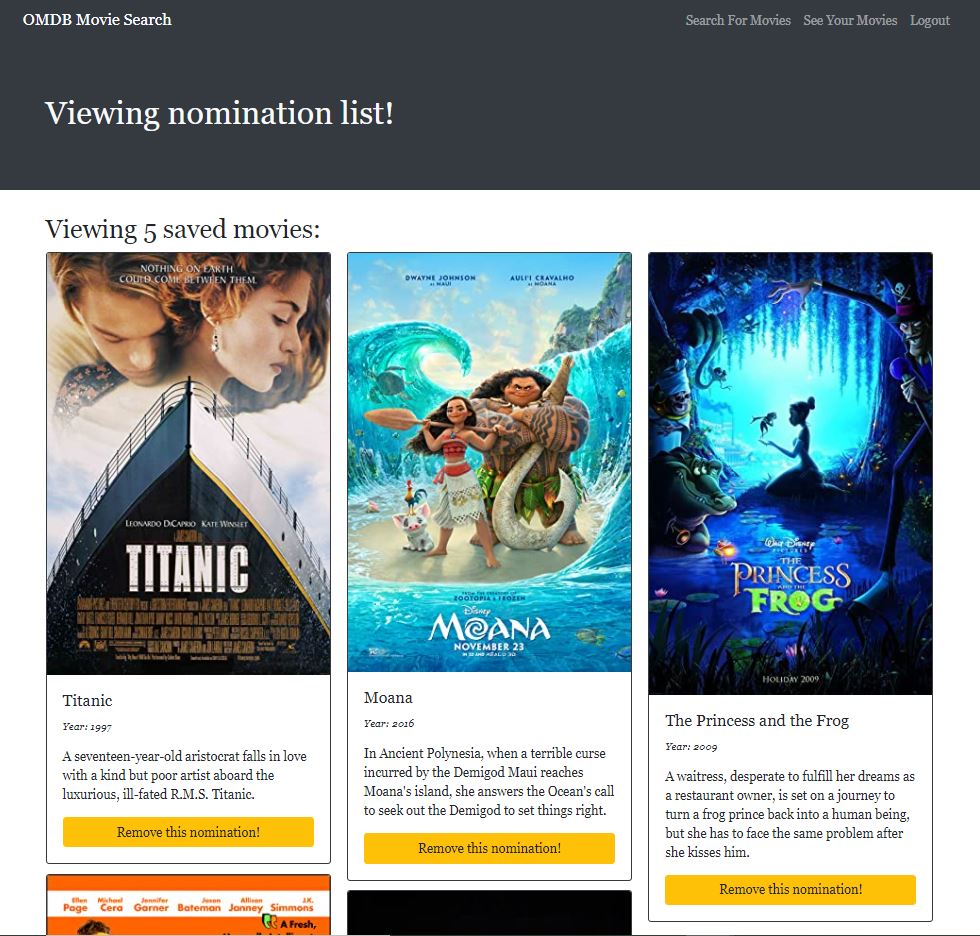 OMDB Movie Search
Search For Movies See Your Movies Logout
Viewing nomination list!
Viewing 5 saved movies:
NOTHING ON EARTH
COULD COME BETWEEN THEM.
LEONARDO DICAPRIO KATE WINSLET
TITANIC
Titanic
Year: 1997
A seventeen-year-old aristocrat falls in love
with a kind but poor artist aboard the
luxurious, ill-fated R.M.S. Titanic.
Remove this nomination!
DWAYNE JOHNSON
AS MAUI
AULI'I CRAVALHO
AS MOANA
FROM THE CREATORS OF
ZOOTOPIA & FROZEN
Disney
MOANA
NOVEMBER 23
IN 3D AND REALD 3D
Moana
Year: 2016
In Ancient Polynesia, when a terrible curse
incurred by the Demigod Maui reaches
Moana's island, she answers the Ocean's call
to seek out the Demigod to set things right.
Remove this nomination!
Walt Disney
PICTURES
THE
PRINCESS
AND THE
FROG
HOLIDAY 2009
The Princess and the Frog
Year: 2009
A waitress, desperate to fulfill her dreams as
a restaurant owner, is set on a journey to
turn a frog prince back into a human being,
but she has to face the same problem after
she kisses him.
Remove this nomination!
Ellen Michael Jennifer Jason Allison J.K.
Page Cera Garner Bateman Janney Simmons
A Fresh,